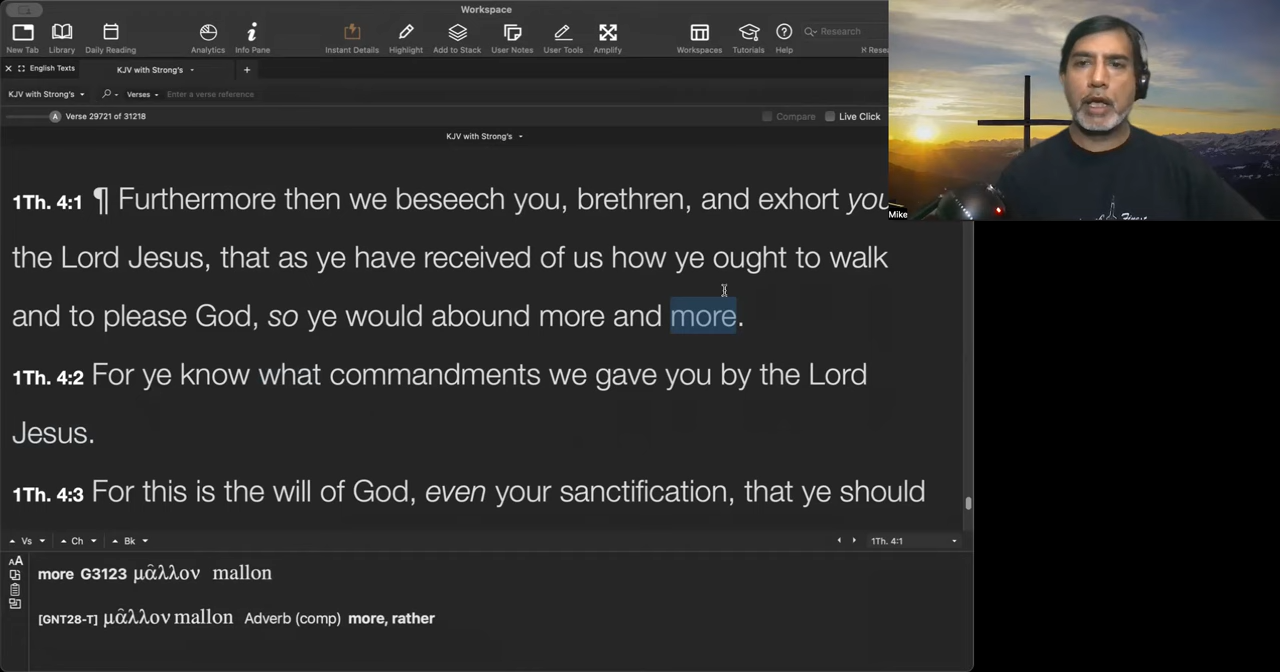 Workspace
New Tab Library Daily Reading Analytics Info Pane Instant Details Highlight Add to Stack User Notes User Tools Amplify Workspaces Tutorials Help Research
English Texts KJV with Strong's +
KJV with Strong's Verses Enter a verse reference
A Verse 29721 of 31218 Compare Live Click
KJV with Strong's
1Th. 4:1 ¶ Furthermore then we beseech you, brethren, and exhort you
the Lord Jesus, that as ye have received of us how ye ought to walk
and to please God, so ye would abound more and more.
1Th. 4:2 For ye know what commandments we gave you by the Lord
Jesus.
1Th. 4:3 For this is the will of God, even your sanctification, that ye should
Vs Ch Bk 1Th. 4:1
more G3123 μᾶλλον mallon
[GNT28-T] μᾶλλον mallon Adverb (comp) more, rather
Mike